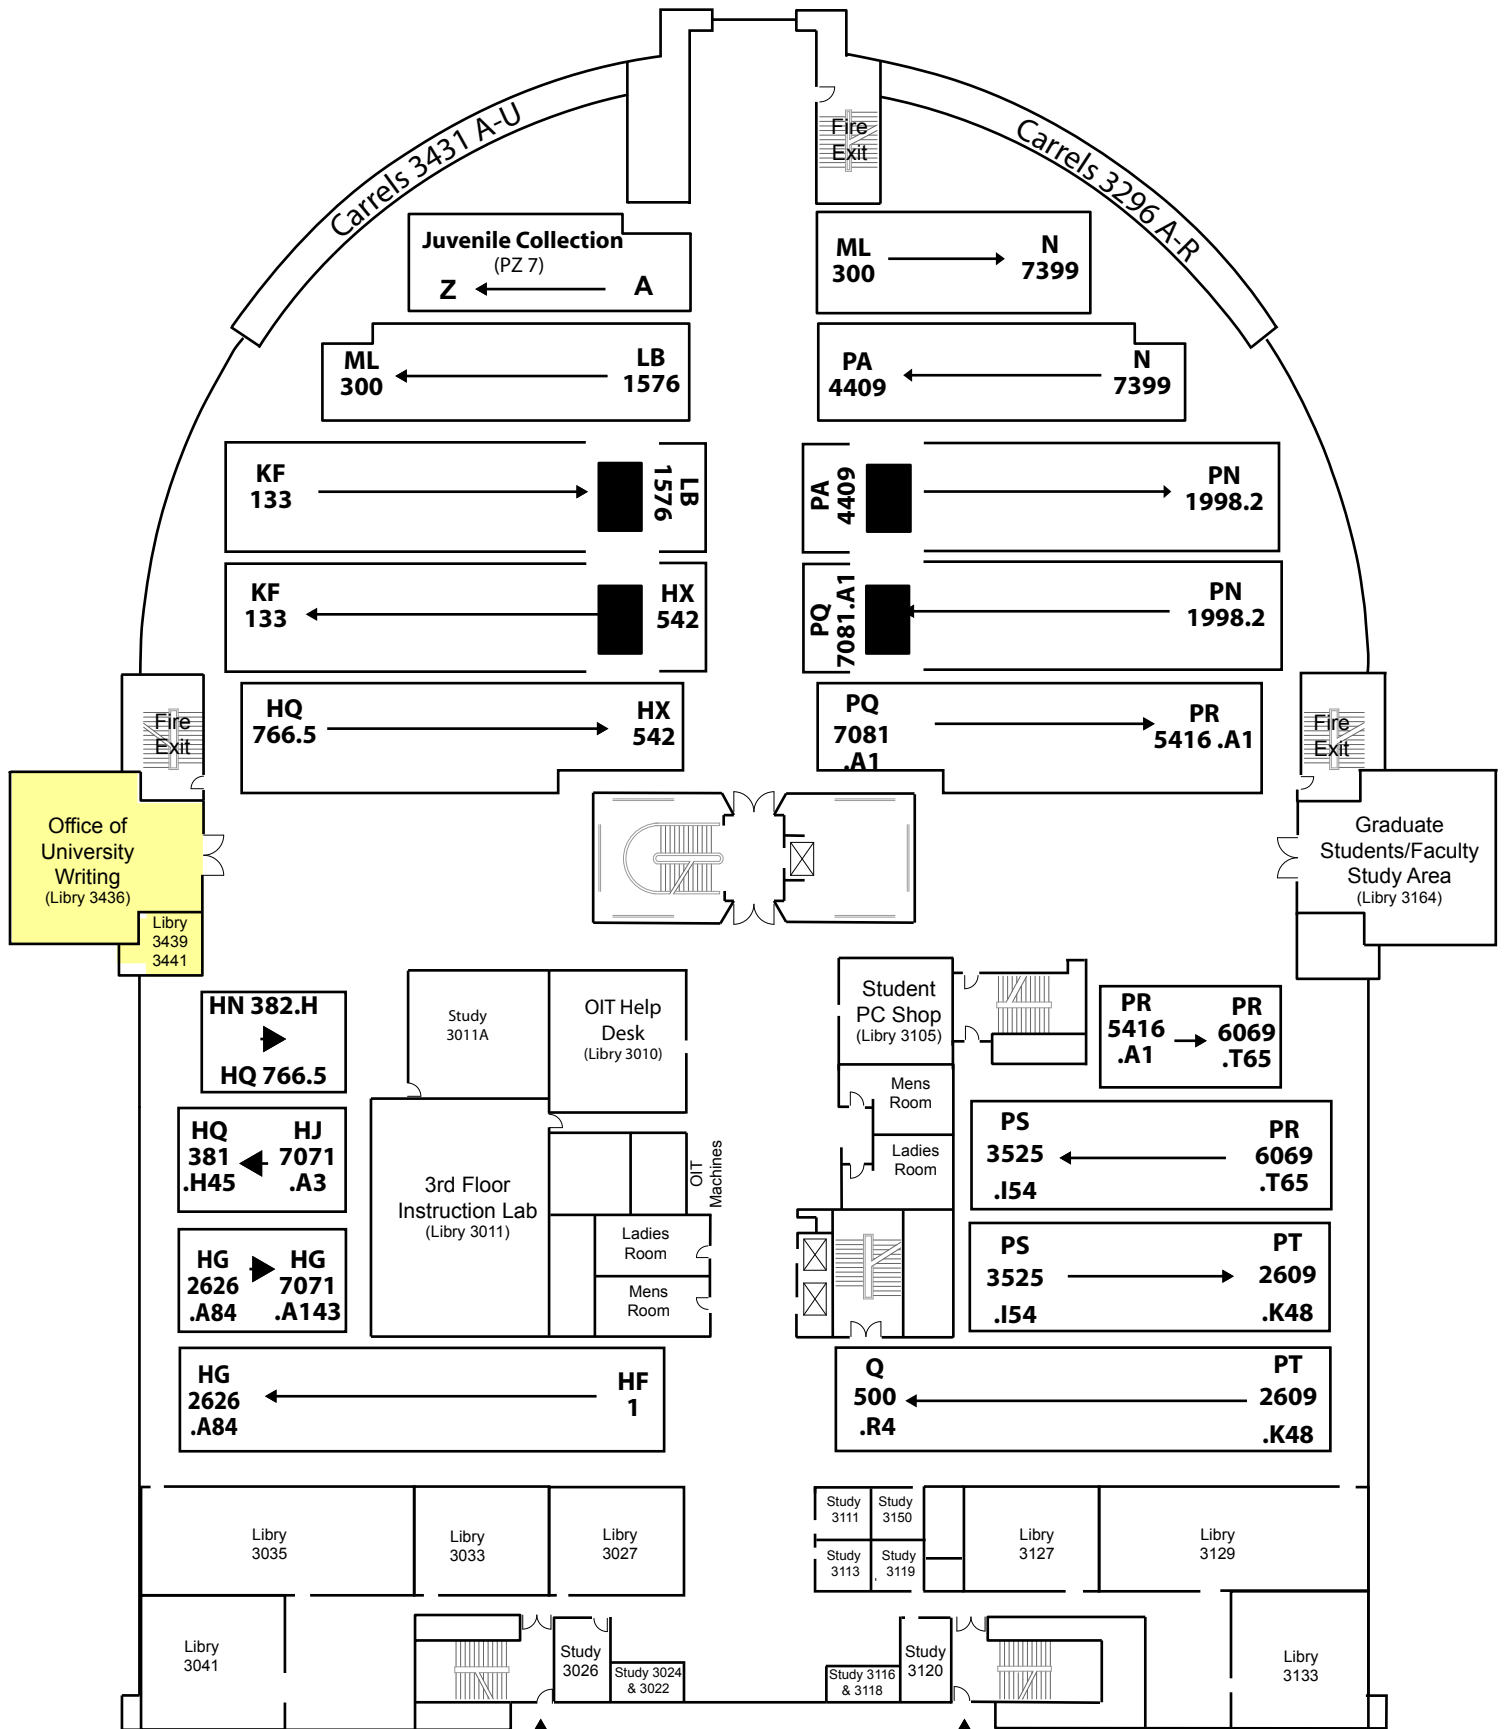 Carrels 3431 A-U
Fire
Exit
Carrels 3296 A-R
Juvenile Collection
(PZ 7)
Z
A
ML
300
N
7399
ML
300
LB
1576
PA
4409
N
7399
KF
133
LB
1576
PA
4409
PN
1998.2
KF
133
HX
542
PQ
7081.A1
PN
1998.2
HQ
766.5
HX
542
PQ
7081
.A1
PR
5416 .A1
Fire
Exit
Fire
Exit
Office of
University
Writing
(Libry 3436)
Libry
3439
3441
Graduate
Students/Faculty
Study Area
(Libry 3164)
HN 382.H
HQ 766.5
Study
3011A
OIT Help
Desk
(Libry 3010)
Student
PC Shop
(Libry 3105)
PR
5416
.A1
PR
6069
.T65
Mens
Room
Ladies
Room
HQ
381
.H45
HJ
7071
.A3
3rd Floor
Instruction Lab
(Libry 3011)
OIT
Machines
PS
3525
.I54
PR
6069
.T65
Ladies
Room
Mens
Room
HG
2626
.A84
HG
7071
.A143
PS
3525
.I54
PT
2609
.K48
HG
2626
.A84
HF
1
Q
500
.R4
PT
2609
.K48
Libry
3035
Libry
3033
Libry
3027
Study
3111
Study
3150
Study
3113
Study
3119
Libry
3127
Libry
3129
Libry
3041
Study
3026
Study 3024
& 3022
Study 3116
& 3118
Study
3120
Libry
3133